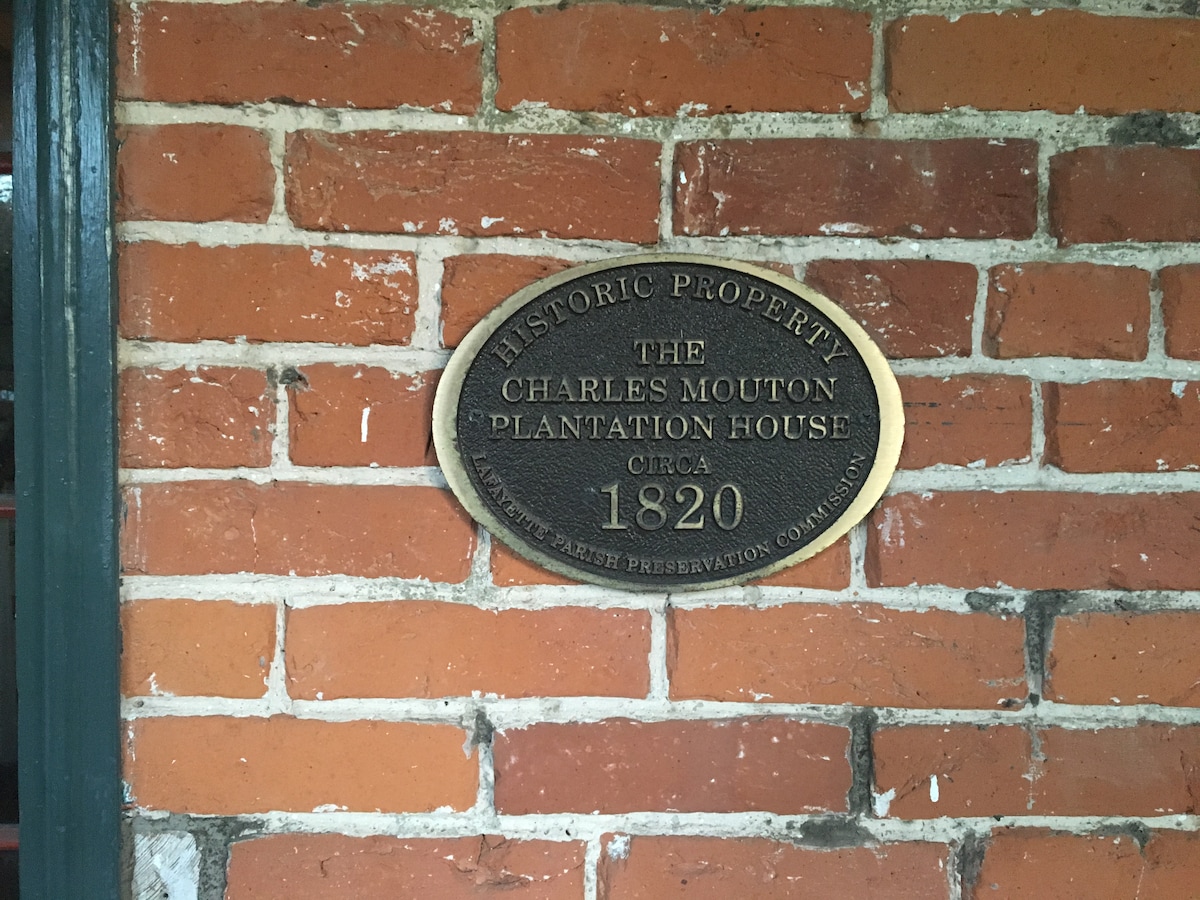 HISTORIC PROPERTY
THE
CHARLES MOUTON
PLANTATION HOUSE
CIRCA
1820
LAFAYETTE PARISH PRESERVATION COMMISSION